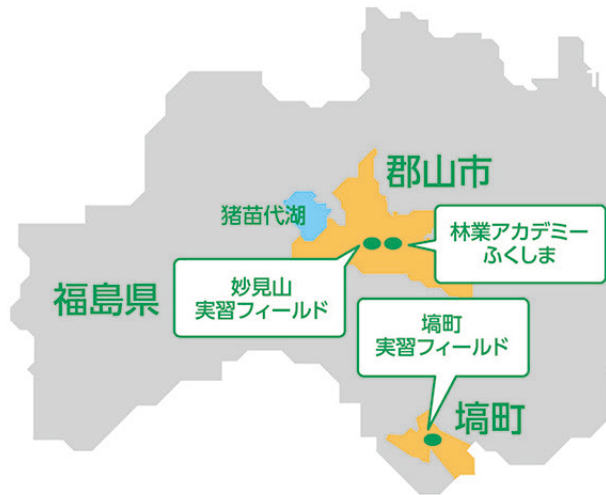 郡山市
猪苗代湖
林業アカデミー
ふくしま
福島県
妙見山
実習フィールド
塙町
実習フィールド
塙町